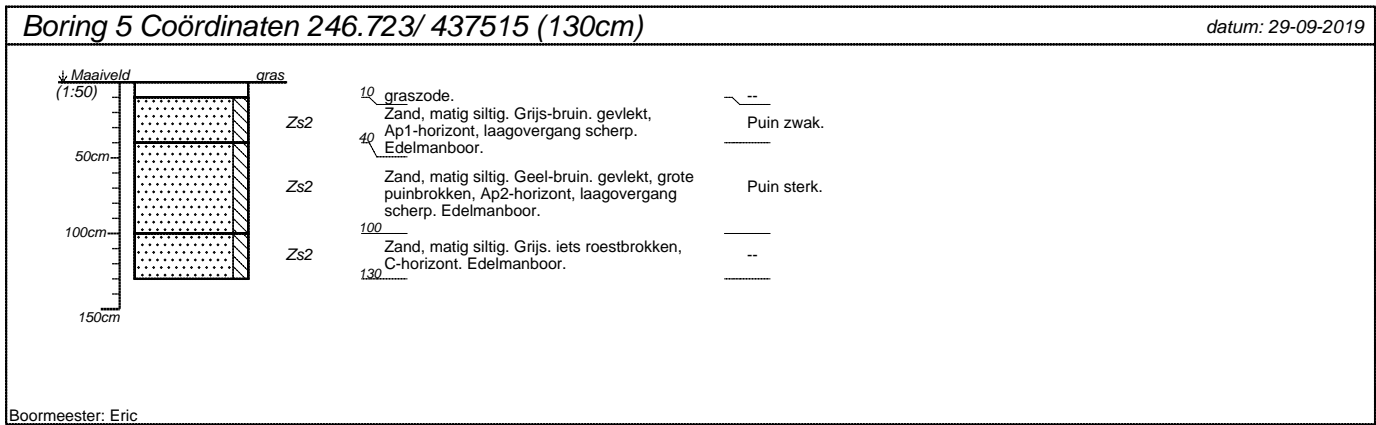 Boring 5 Coördinaten 246.723/ 437515 (130cm)
datum: 29-09-2019
Maaiveld
gras
(1:50)
10
graszode.
--
Zs2
Zand, matig siltig. Grijs-bruin. gevlekt,
Ap1-horizont, laagovergang scherp.
Edelmanboor.
Puin zwak.
40
50cm
Zs2
Zand, matig siltig. Geel-bruin. gevlekt, grote
puinbrokken, Ap2-horizont, laagovergang
scherp. Edelmanboor.
Puin sterk.
100cm
100
Zs2
Zand, matig siltig. Grijs. iets roestbrokken,
C-horizont. Edelmanboor.
--
130
150cm
Boormeester: Eric